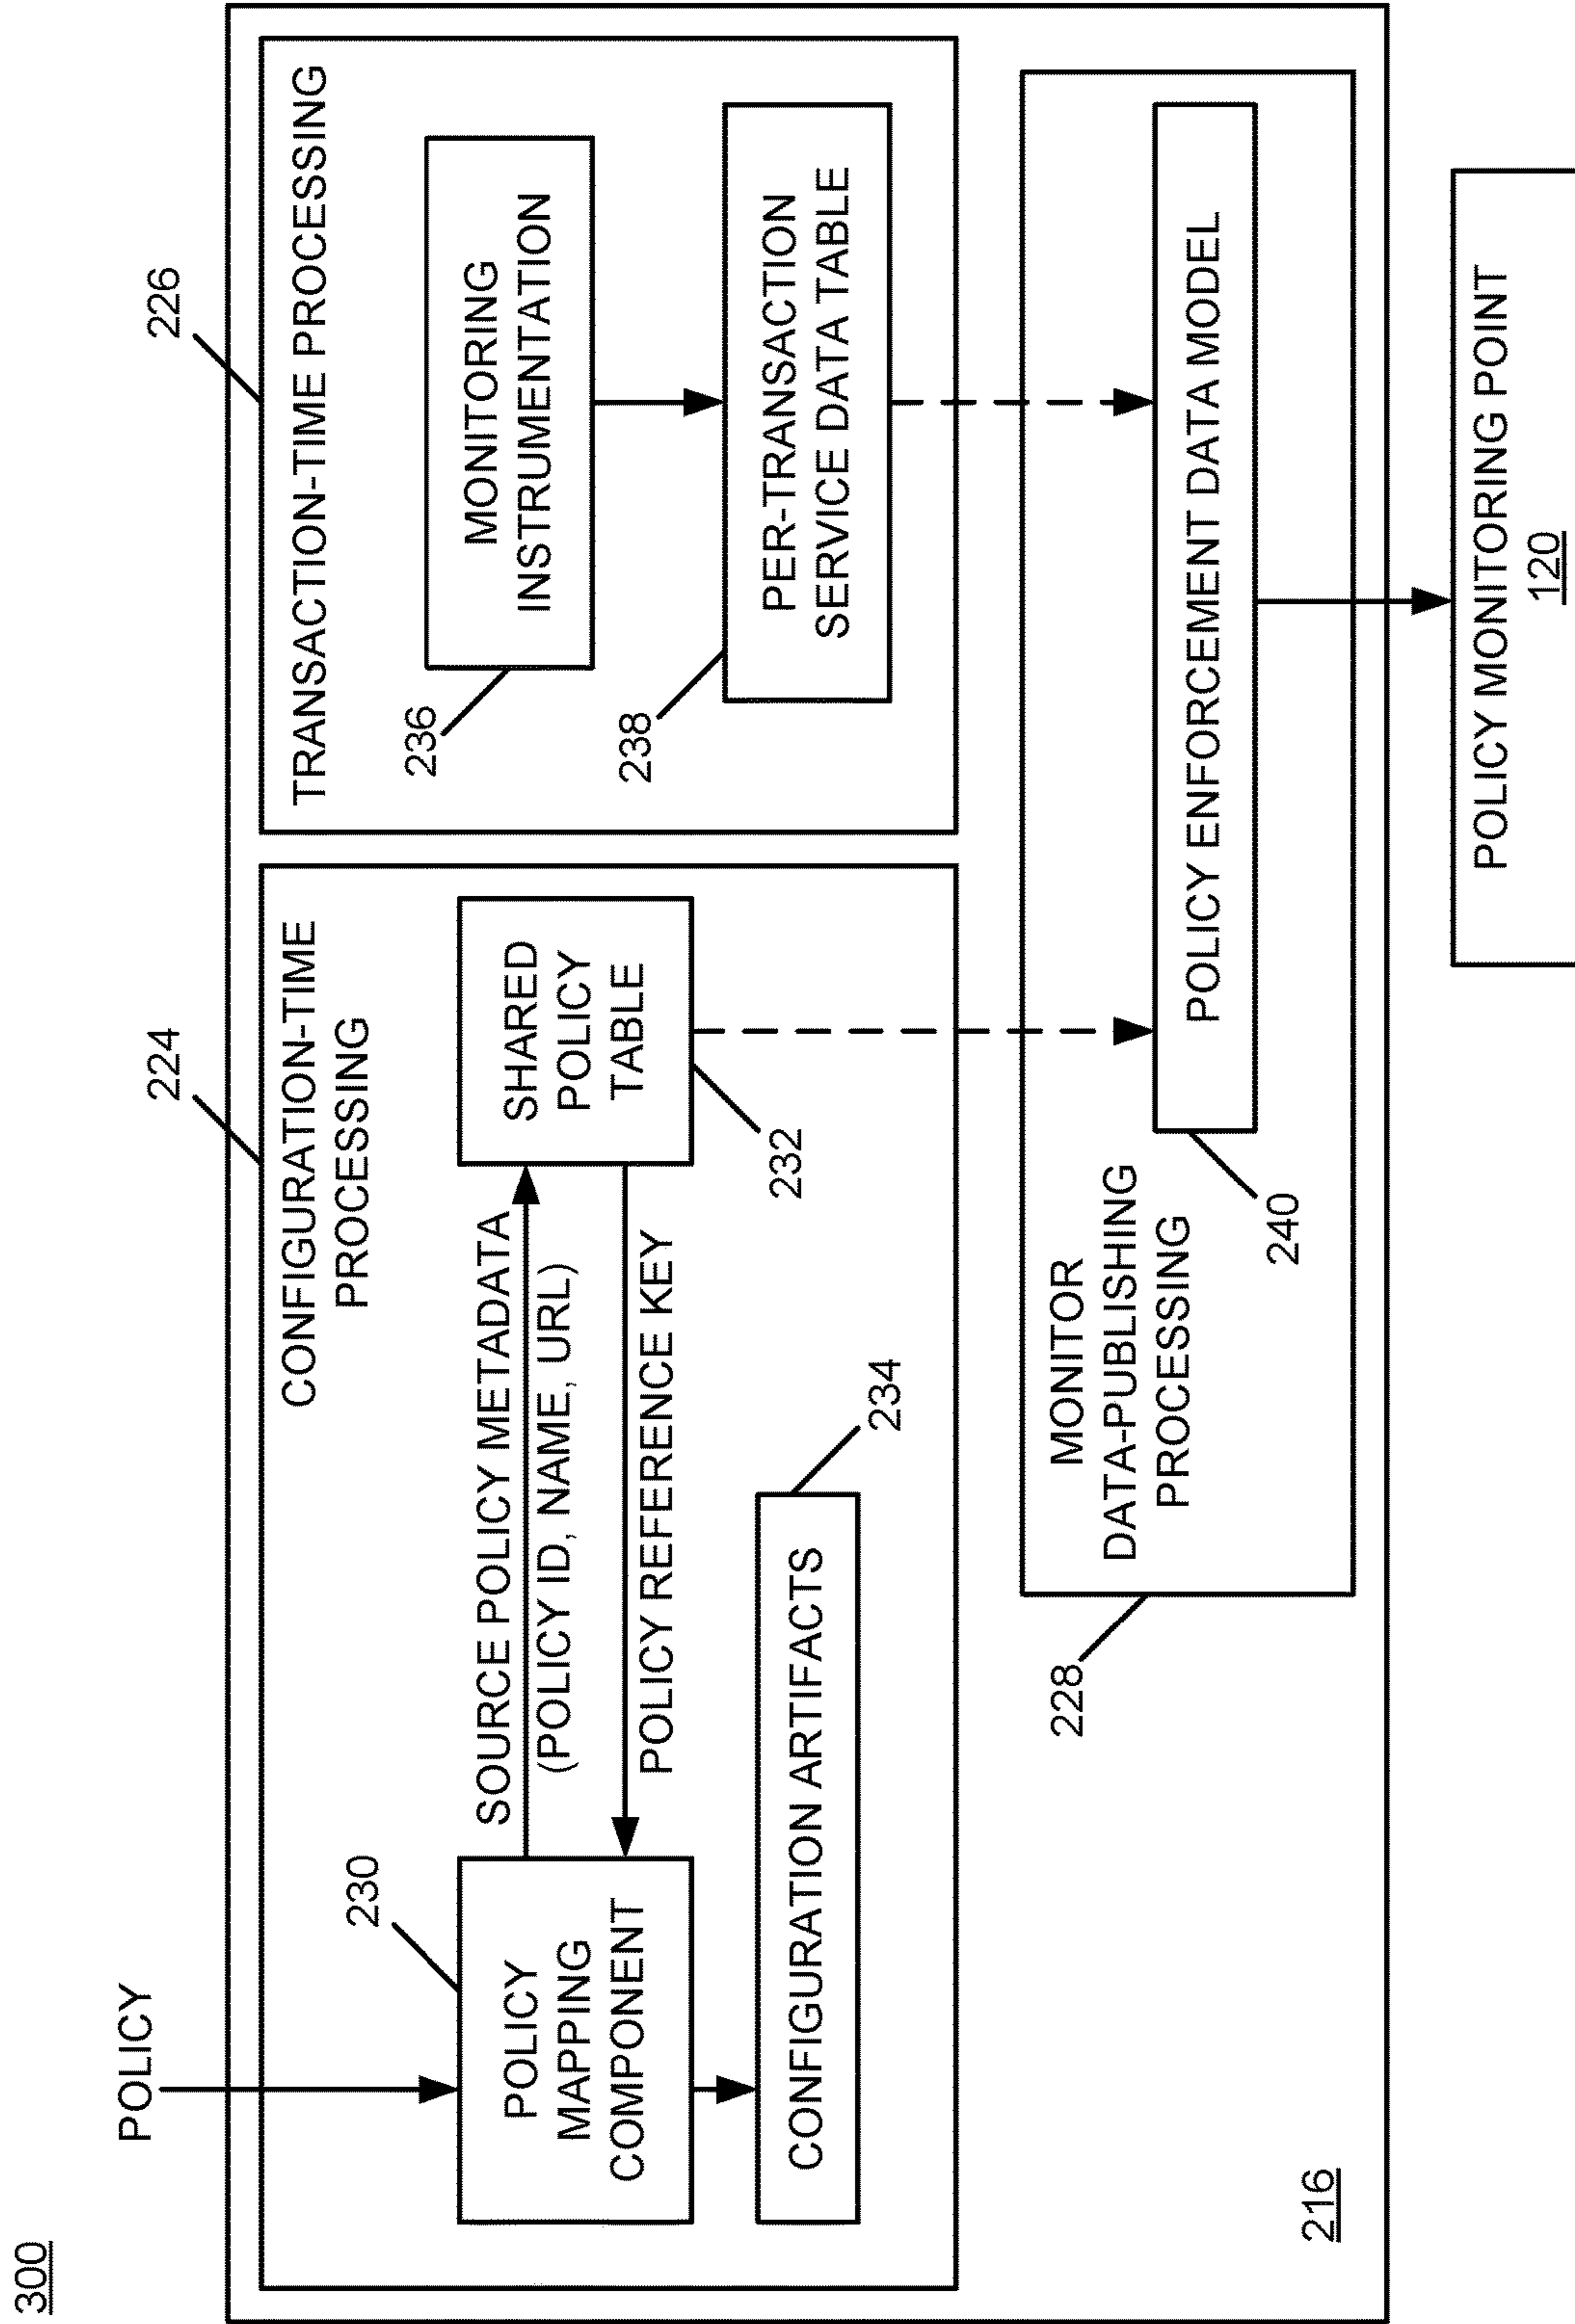 300
POLICY
224
226
CONFIGURATION-TIME
PROCESSING
230
POLICY
MAPPING
COMPONENT
SOURCE POLICY METADATA
(POLICY ID, NAME, URL)
POLICY REFERENCE KEY
SHARED
POLICY
TABLE
232
CONFIGURATION ARTIFACTS
234
TRANSACTION-TIME PROCESSING
236
MONITORING
INSTRUMENTATION
238
PER-TRANSACTION
SERVICE DATA TABLE
228
MONITOR
DATA-PUBLISHING
PROCESSING
POLICY ENFORCEMENT DATA MODEL
240
216
POLICY MONITORING POINT
120